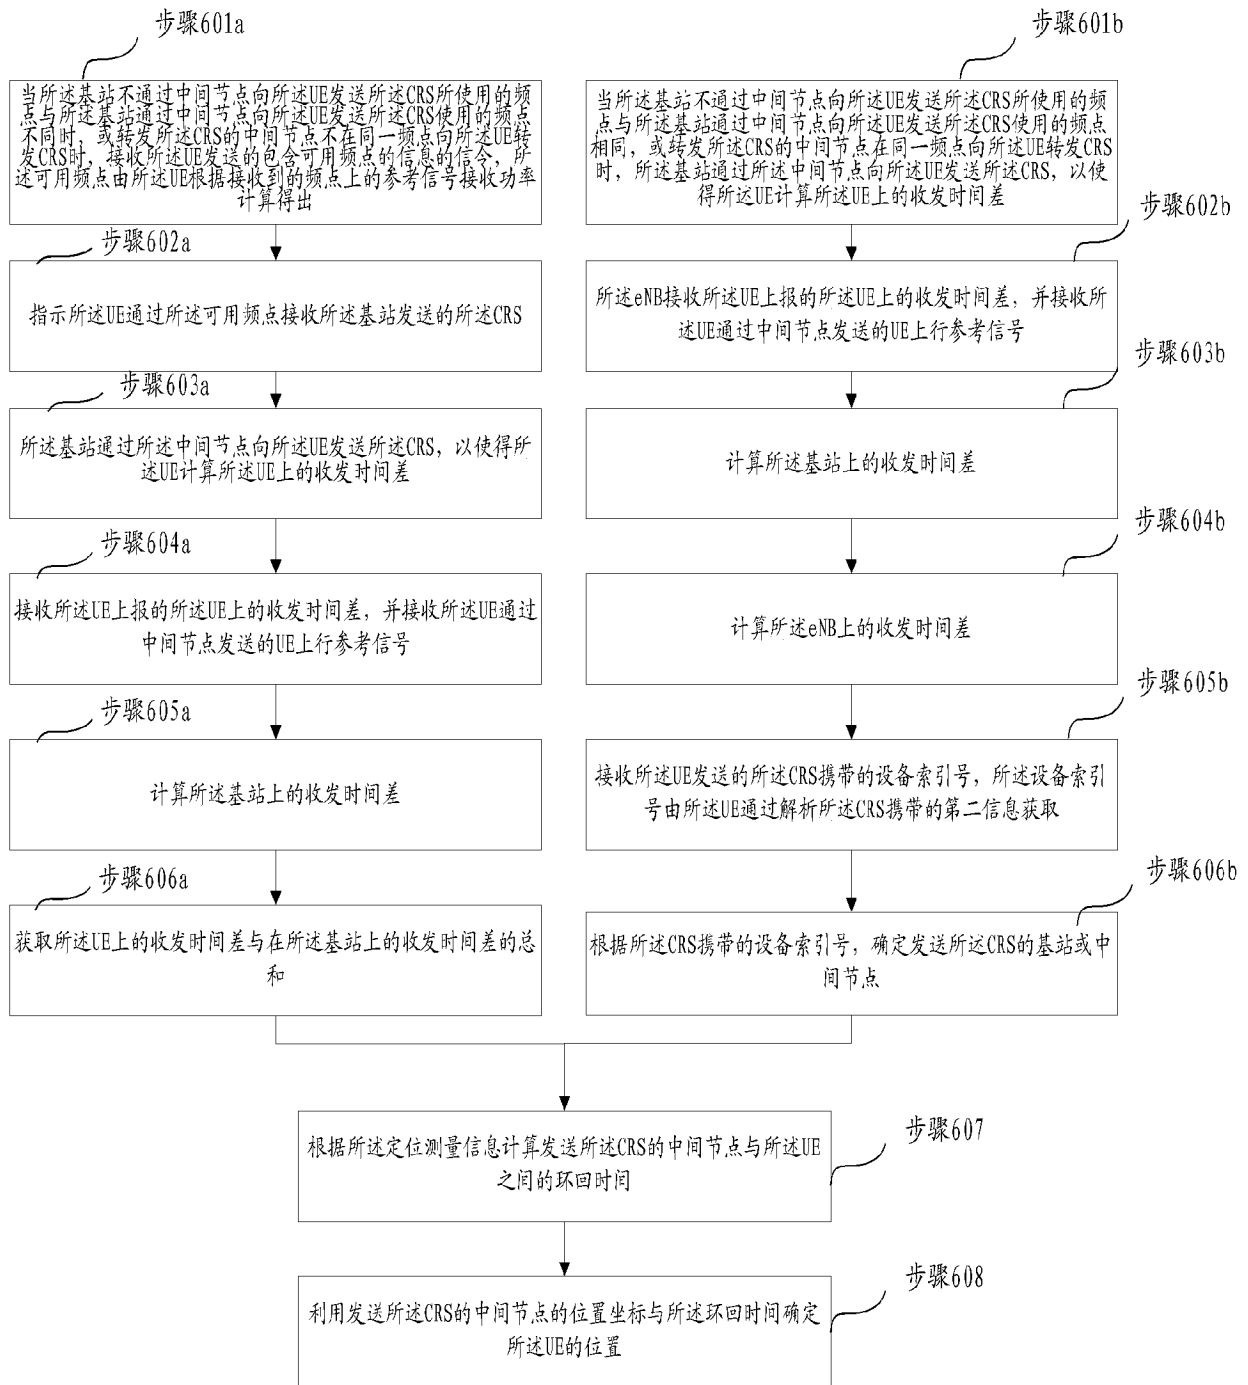 步骤601a
当所述基站不通过中间节点向所述UE发送所述CRS所使用的频
点与所述基站通过中间节点向所述UE发送所述CRS使用的频点
不同时，或转发所述CRS的中间节点不在同一频点向所述UE转
发CRS时，接收所述UE发送的包含可用频点的信息的信令，所
述可用频点由所述UE根据接收到的频点上的参考信号接收功率
计算得出
步骤602a
指示所述UE通过所述可用频点接收所述基站发送的所述CRS
步骤603a
所述基站通过所述中间节点向所述UE发送所述CRS，以使得所
述UE计算所述UE上的收发时间差
步骤604a
接收所述UE上报的所述UE上的收发时间差，并接收所述UE通过
中间节点发送的UE上行参考信号
步骤605a
计算所述基站上的收发时间差
步骤606a
获取所述UE上的收发时间差与在所述基站上的收发时间差的总
和
步骤601b
当所述基站不通过中间节点向所述UE发送所述CRS所使用的频
点与所述基站通过中间节点向所述UE发送所述CRS使用的频点
相同，或转发所述CRS的中间节点在同一频点向所述UE转发CRS
时，所述基站通过所述中间节点向所述UE发送所述CRS，以使
得所述UE计算所述UE上的收发时间差
步骤602b
所述eNB接收所述UE上报的所述UE上的收发时间差，并接收所
述UE通过中间节点发送的UE上行参考信号
步骤603b
计算所述基站上的收发时间差
步骤604b
计算所述eNB上的收发时间差
步骤605b
接收所述UE发送的所述CRS携带的设备索引号，所述设备索引
号由所述UE通过解析所述CRS携带的第二信息获取
步骤606b
根据所述CRS携带的设备索引号，确定发送所述CRS的基站或中
间节点
步骤607
根据所述定位测量信息计算发送所述CRS的中间节点与所述UE
之间的环回时间
步骤608
利用发送所述CRS的中间节点的位置坐标与所述环回时间确定
所述UE的位置